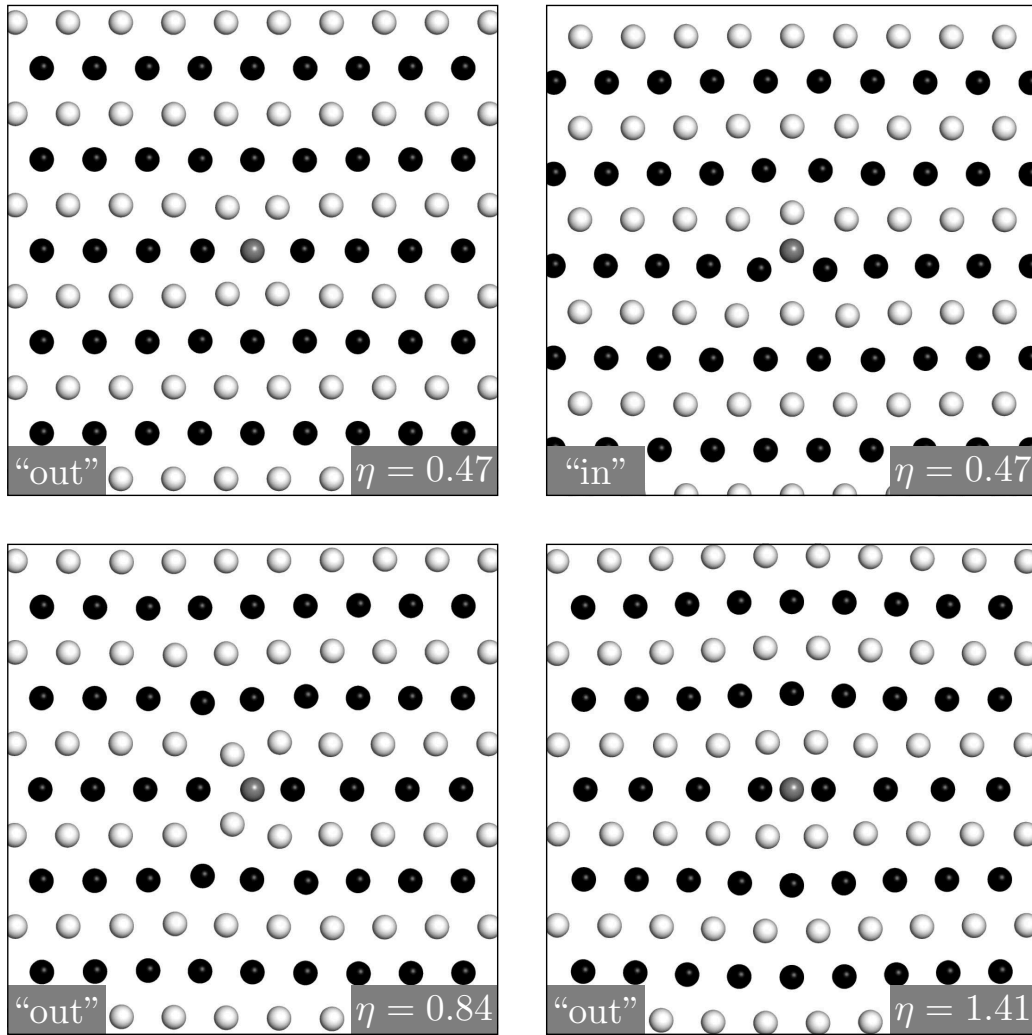 “out” η = 0.47
“in” η = 0.47
“out” η = 0.84
“out” η = 1.41